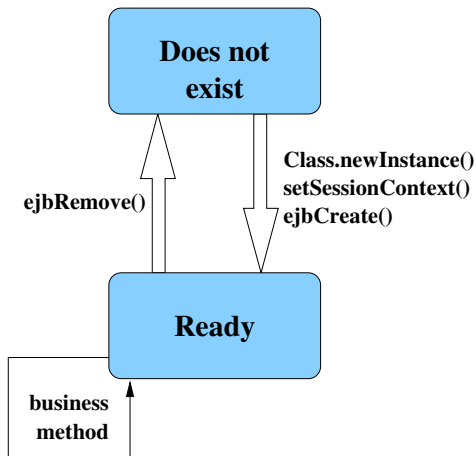 Does not
exist
Class.newInstance()
setSessionContext()
ejbCreate()
ejbRemove()
Ready
business
method